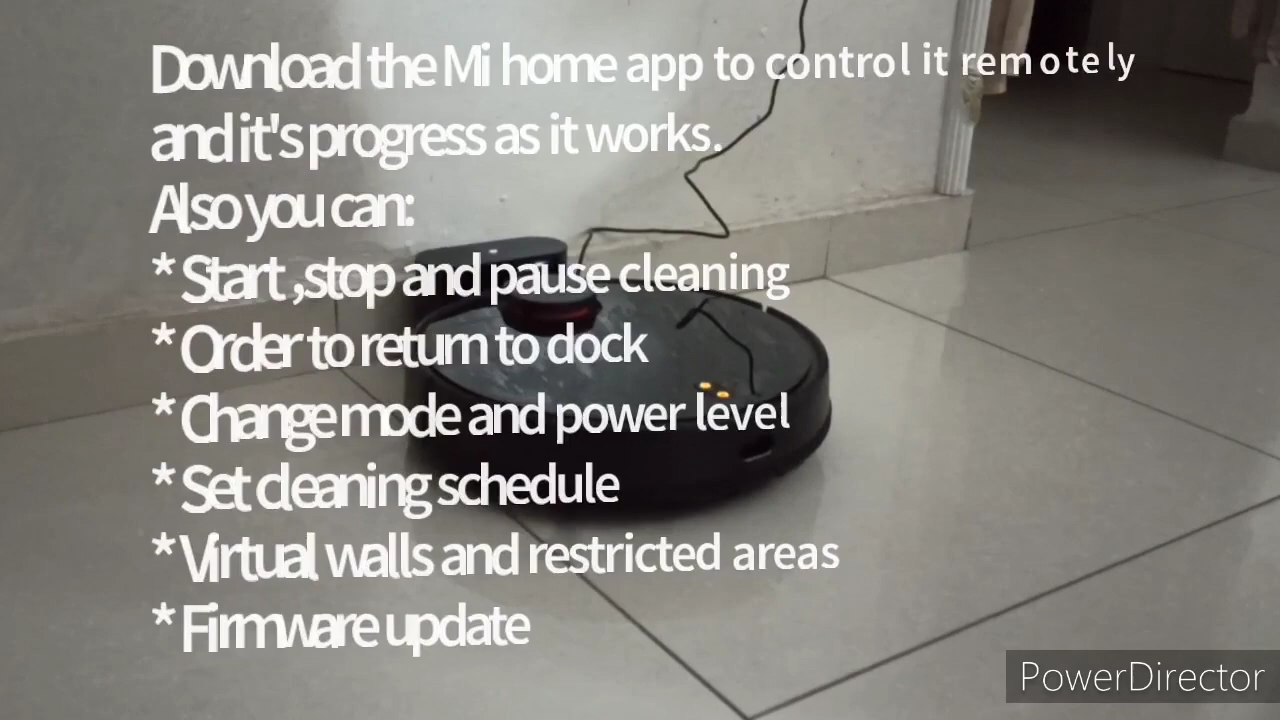 Download the Mi home app to control it remotely
and it's progress as it works.
Also you can:
* Start ,stop and pause cleaning
* Order to return to dock
* Change mode and power level
* Set cleaning schedule
* Virtual walls and restricted areas
* Firmware update
PowerDirector